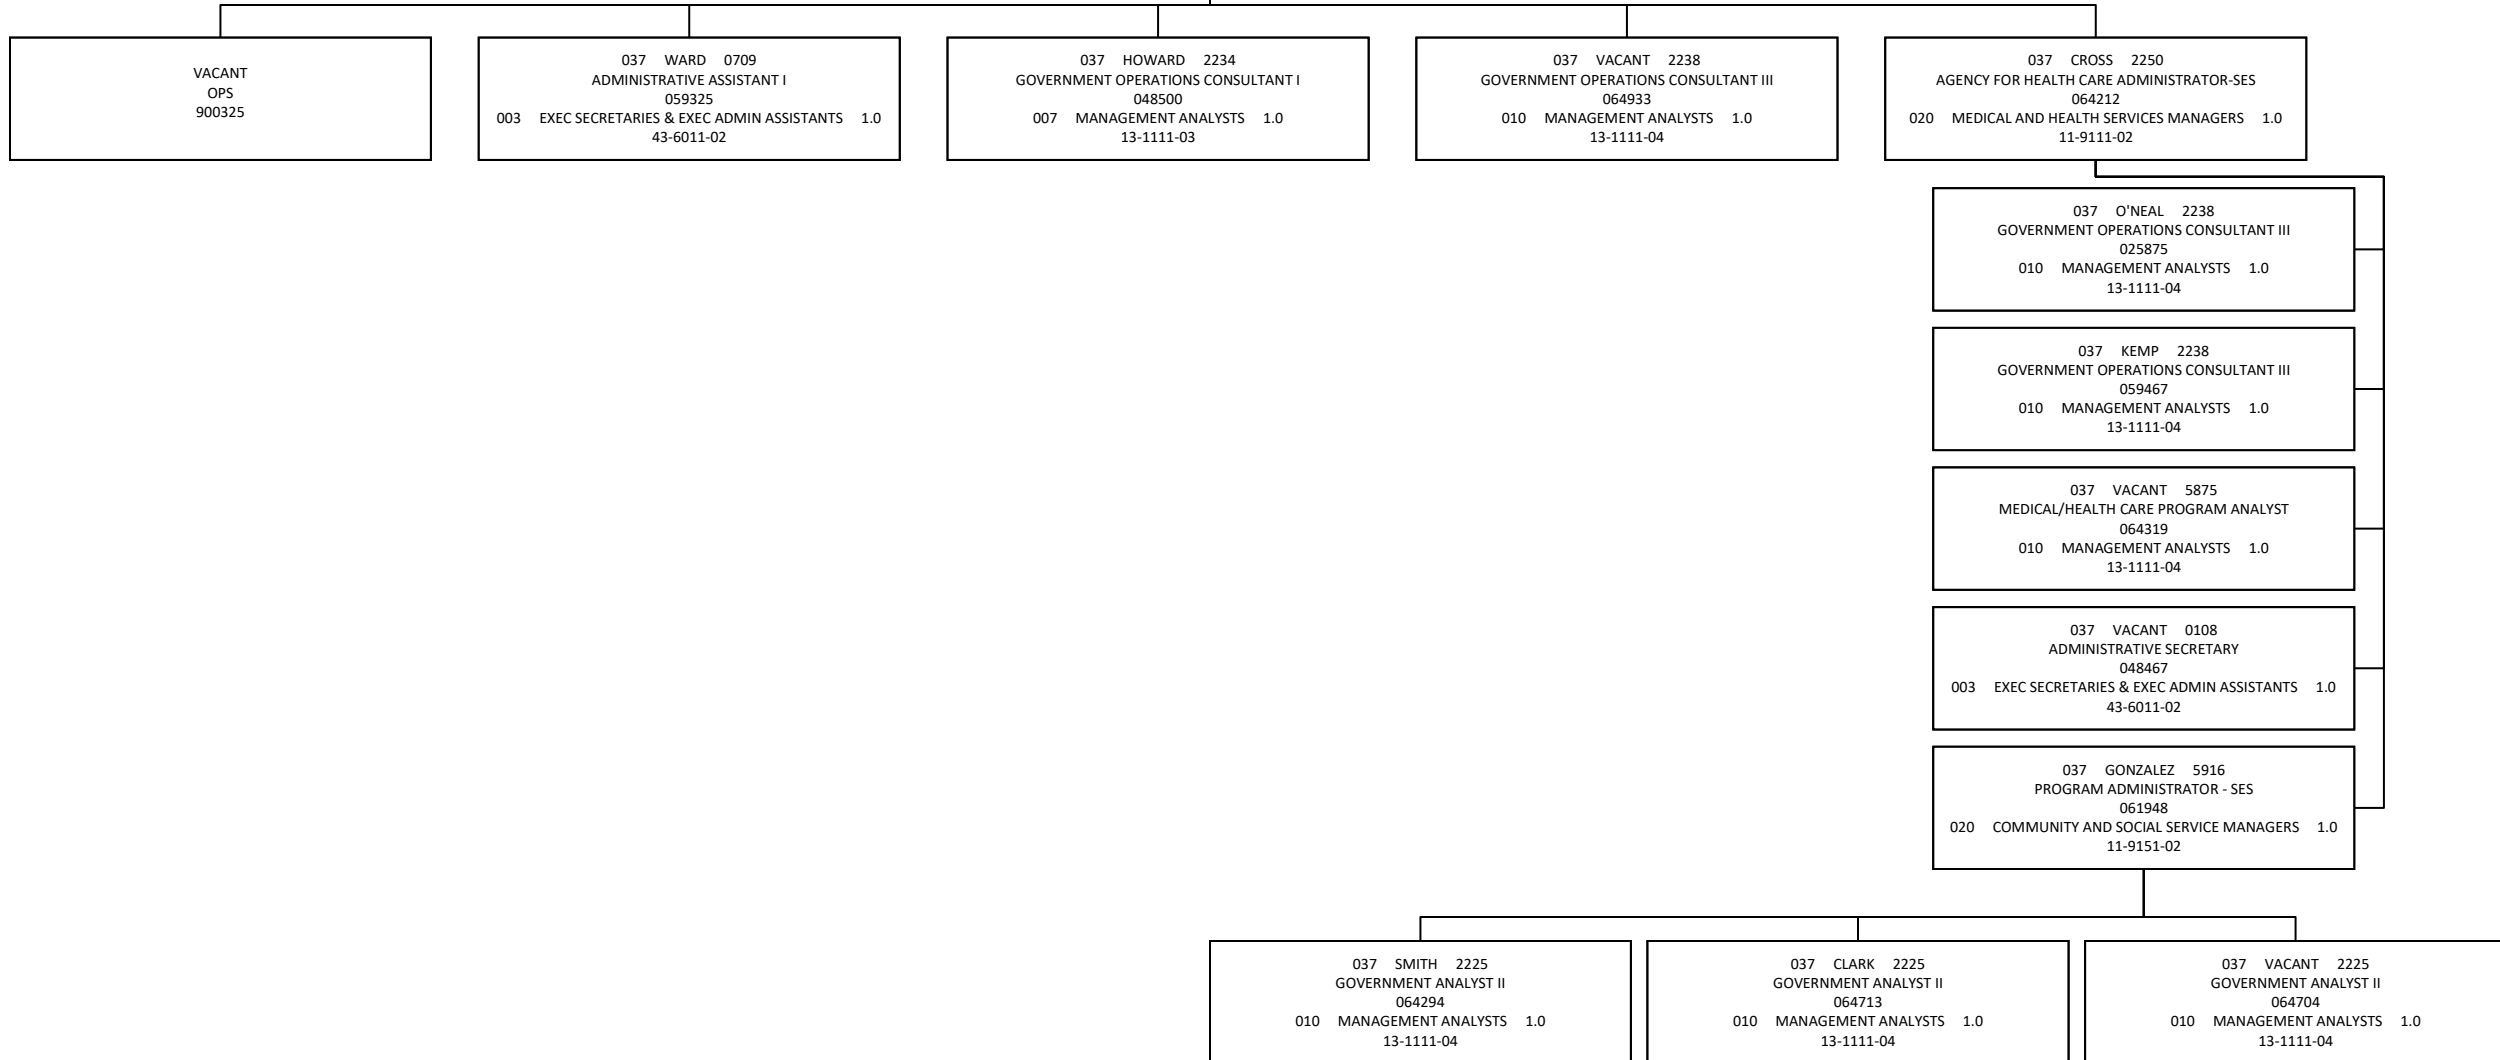 VACANT
OPS
900325
037 WARD 0709
ADMINISTRATIVE ASSISTANT I
059325
003 EXEC SECRETARIES & EXEC ADMIN ASSISTANTS 1.0
43-6011-02
037 HOWARD 2234
GOVERNMENT OPERATIONS CONSULTANT I
048500
007 MANAGEMENT ANALYSTS 1.0
13-1111-03
037 VACANT 2238
GOVERNMENT OPERATIONS CONSULTANT III
064933
010 MANAGEMENT ANALYSTS 1.0
13-1111-04
037 CROSS 2250
AGENCY FOR HEALTH CARE ADMINISTRATOR-SES
064212
020 MEDICAL AND HEALTH SERVICES MANAGERS 1.0
11-9111-02
037 O'NEAL 2238
GOVERNMENT OPERATIONS CONSULTANT III
025875
010 MANAGEMENT ANALYSTS 1.0
13-1111-04
037 KEMP 2238
GOVERNMENT OPERATIONS CONSULTANT III
059467
010 MANAGEMENT ANALYSTS 1.0
13-1111-04
037 VACANT 5875
MEDICAL/HEALTH CARE PROGRAM ANALYST
064319
010 MANAGEMENT ANALYSTS 1.0
13-1111-04
037 VACANT 0108
ADMINISTRATIVE SECRETARY
048467
003 EXEC SECRETARIES & EXEC ADMIN ASSISTANTS 1.0
43-6011-02
037 GONZALEZ 5916
PROGRAM ADMINISTRATOR - SES
061948
020 COMMUNITY AND SOCIAL SERVICE MANAGERS 1.0
11-9151-02
037 SMITH 2225
GOVERNMENT ANALYST II
064294
010 MANAGEMENT ANALYSTS 1.0
13-1111-04
037 CLARK 2225
GOVERNMENT ANALYST II
064713
010 MANAGEMENT ANALYSTS 1.0
13-1111-04
037 VACANT 2225
GOVERNMENT ANALYST II
064704
010 MANAGEMENT ANALYSTS 1.0
13-1111-04